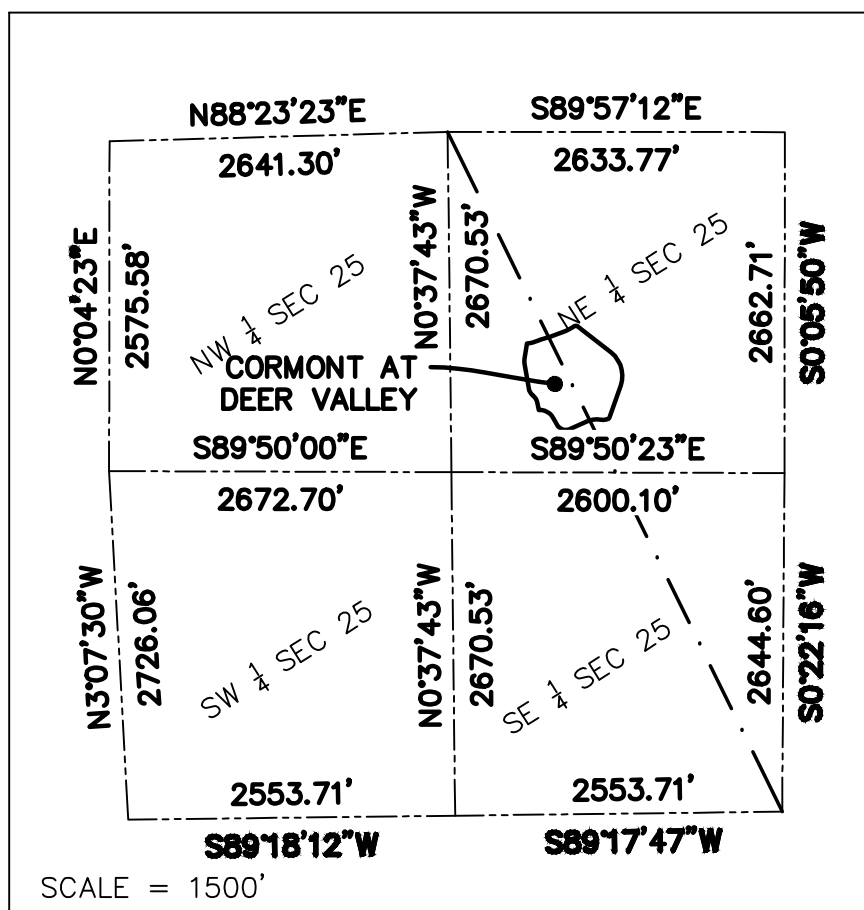 N88°23'23"E
S89°57'12"E
2641.30'
2633.77'
N0°04'23"E
2575.58'
NW 1/4 SEC 25
N0°37'43"W
2670.53'
NE 1/4 SEC 25
2662.71'
S0°05'50"W
CORMONT AT
DEER VALLEY
S89°50'00"E
S89°50'23"E
2672.70'
2600.10'
N3°07'30"W
2726.06'
SW 1/4 SEC 25
N0°37'43"W
2670.53'
SE 1/4 SEC 25
2644.60'
S0°22'16"W
2553.71'
2553.71'
S89°18'12"W
S89°17'47"W
SCALE = 1500'